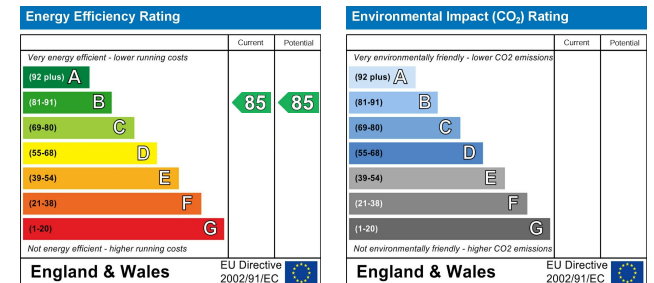 Energy Efficiency Rating
Current Potential
Very energy efficient - lower running costs
(92 plus) A
(81-91) B 85 85
(69-80) C
(55-68) D
(39-54) E
(21-38) F
(1-20) G
Not energy efficient - higher running costs
England & Wales
EU Directive
2002/91/EC
Environmental Impact (CO₂) Rating
Current Potential
Very environmentally friendly - lower CO2 emissions
(92 plus) A
(81-91) B
(69-80) C
(55-68) D
(39-54) E
(21-38) F
(1-20) G
Not environmentally friendly - higher CO2 emissions
England & Wales
EU Directive
2002/91/EC